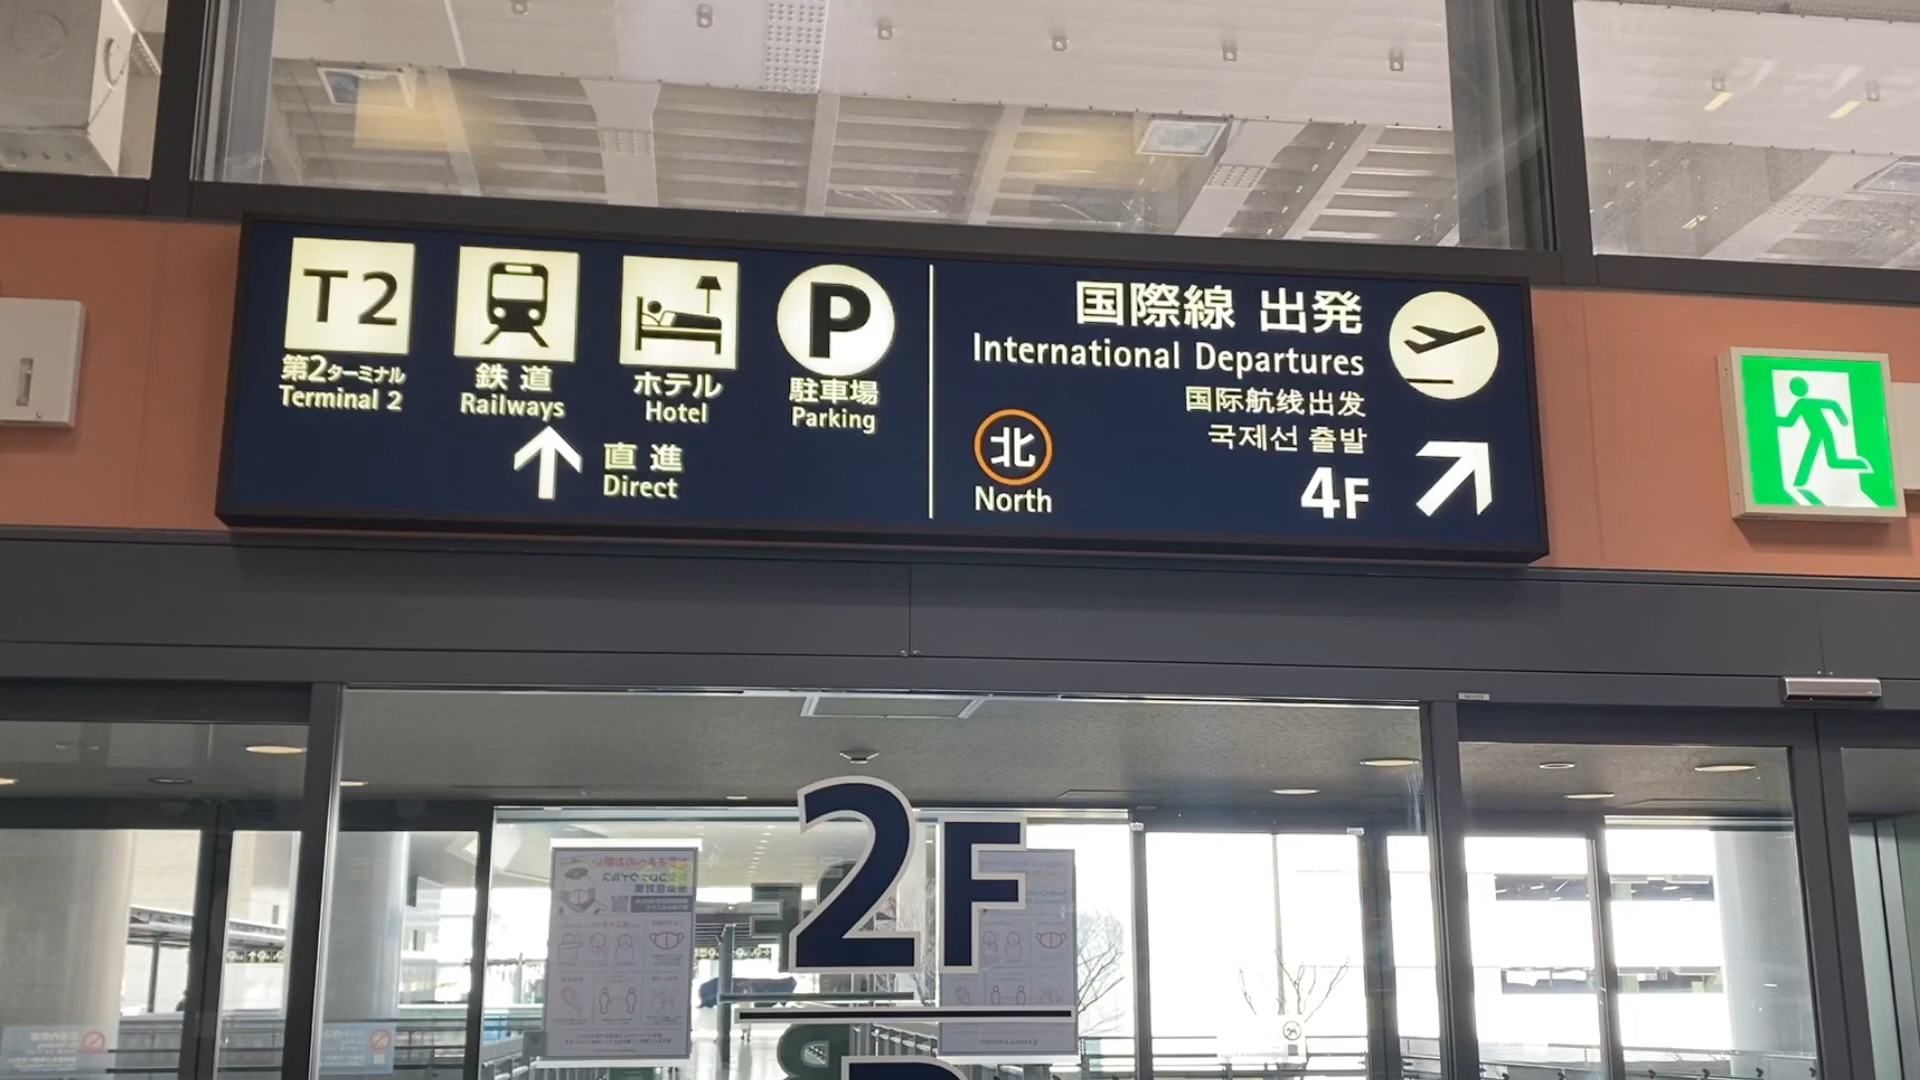 T2
第2ターミナル
Terminal 2
鉄道
Railways
ホテル
Hotel
P
駐車場
Parking
直進
Direct
国際線 出発
International Departures
国际航线出发
국제선 출발
北
North
4F
2F